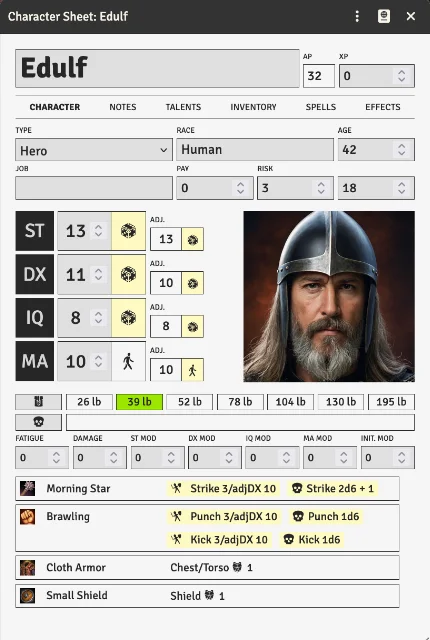 Character Sheet: Edulf
Edulf
AP
32
XP
0
CHARACTER NOTES TALENTS INVENTORY SPELLS EFFECTS
TYPE RACE AGE
Hero Human 42
JOB PAY RISK
0 3 18
ST 13 ADJ. 13
DX 11 ADJ. 10
IQ 8 ADJ. 8
MA 10 ADJ. 10
26 lb 39 lb 52 lb 78 lb 104 lb 130 lb 195 lb
FATIGUE DAMAGE ST MOD DX MOD IQ MOD MA MOD INIT. MOD
0 0 0 0 0 0 0
Morning Star Strike 3/adjDX 10 Strike 2d6 + 1
Brawling Punch 3/adjDX 10 Punch 1d6
Kick 3/adjDX 10 Kick 1d6
Cloth Armor Chest/Torso 1
Small Shield Shield 1